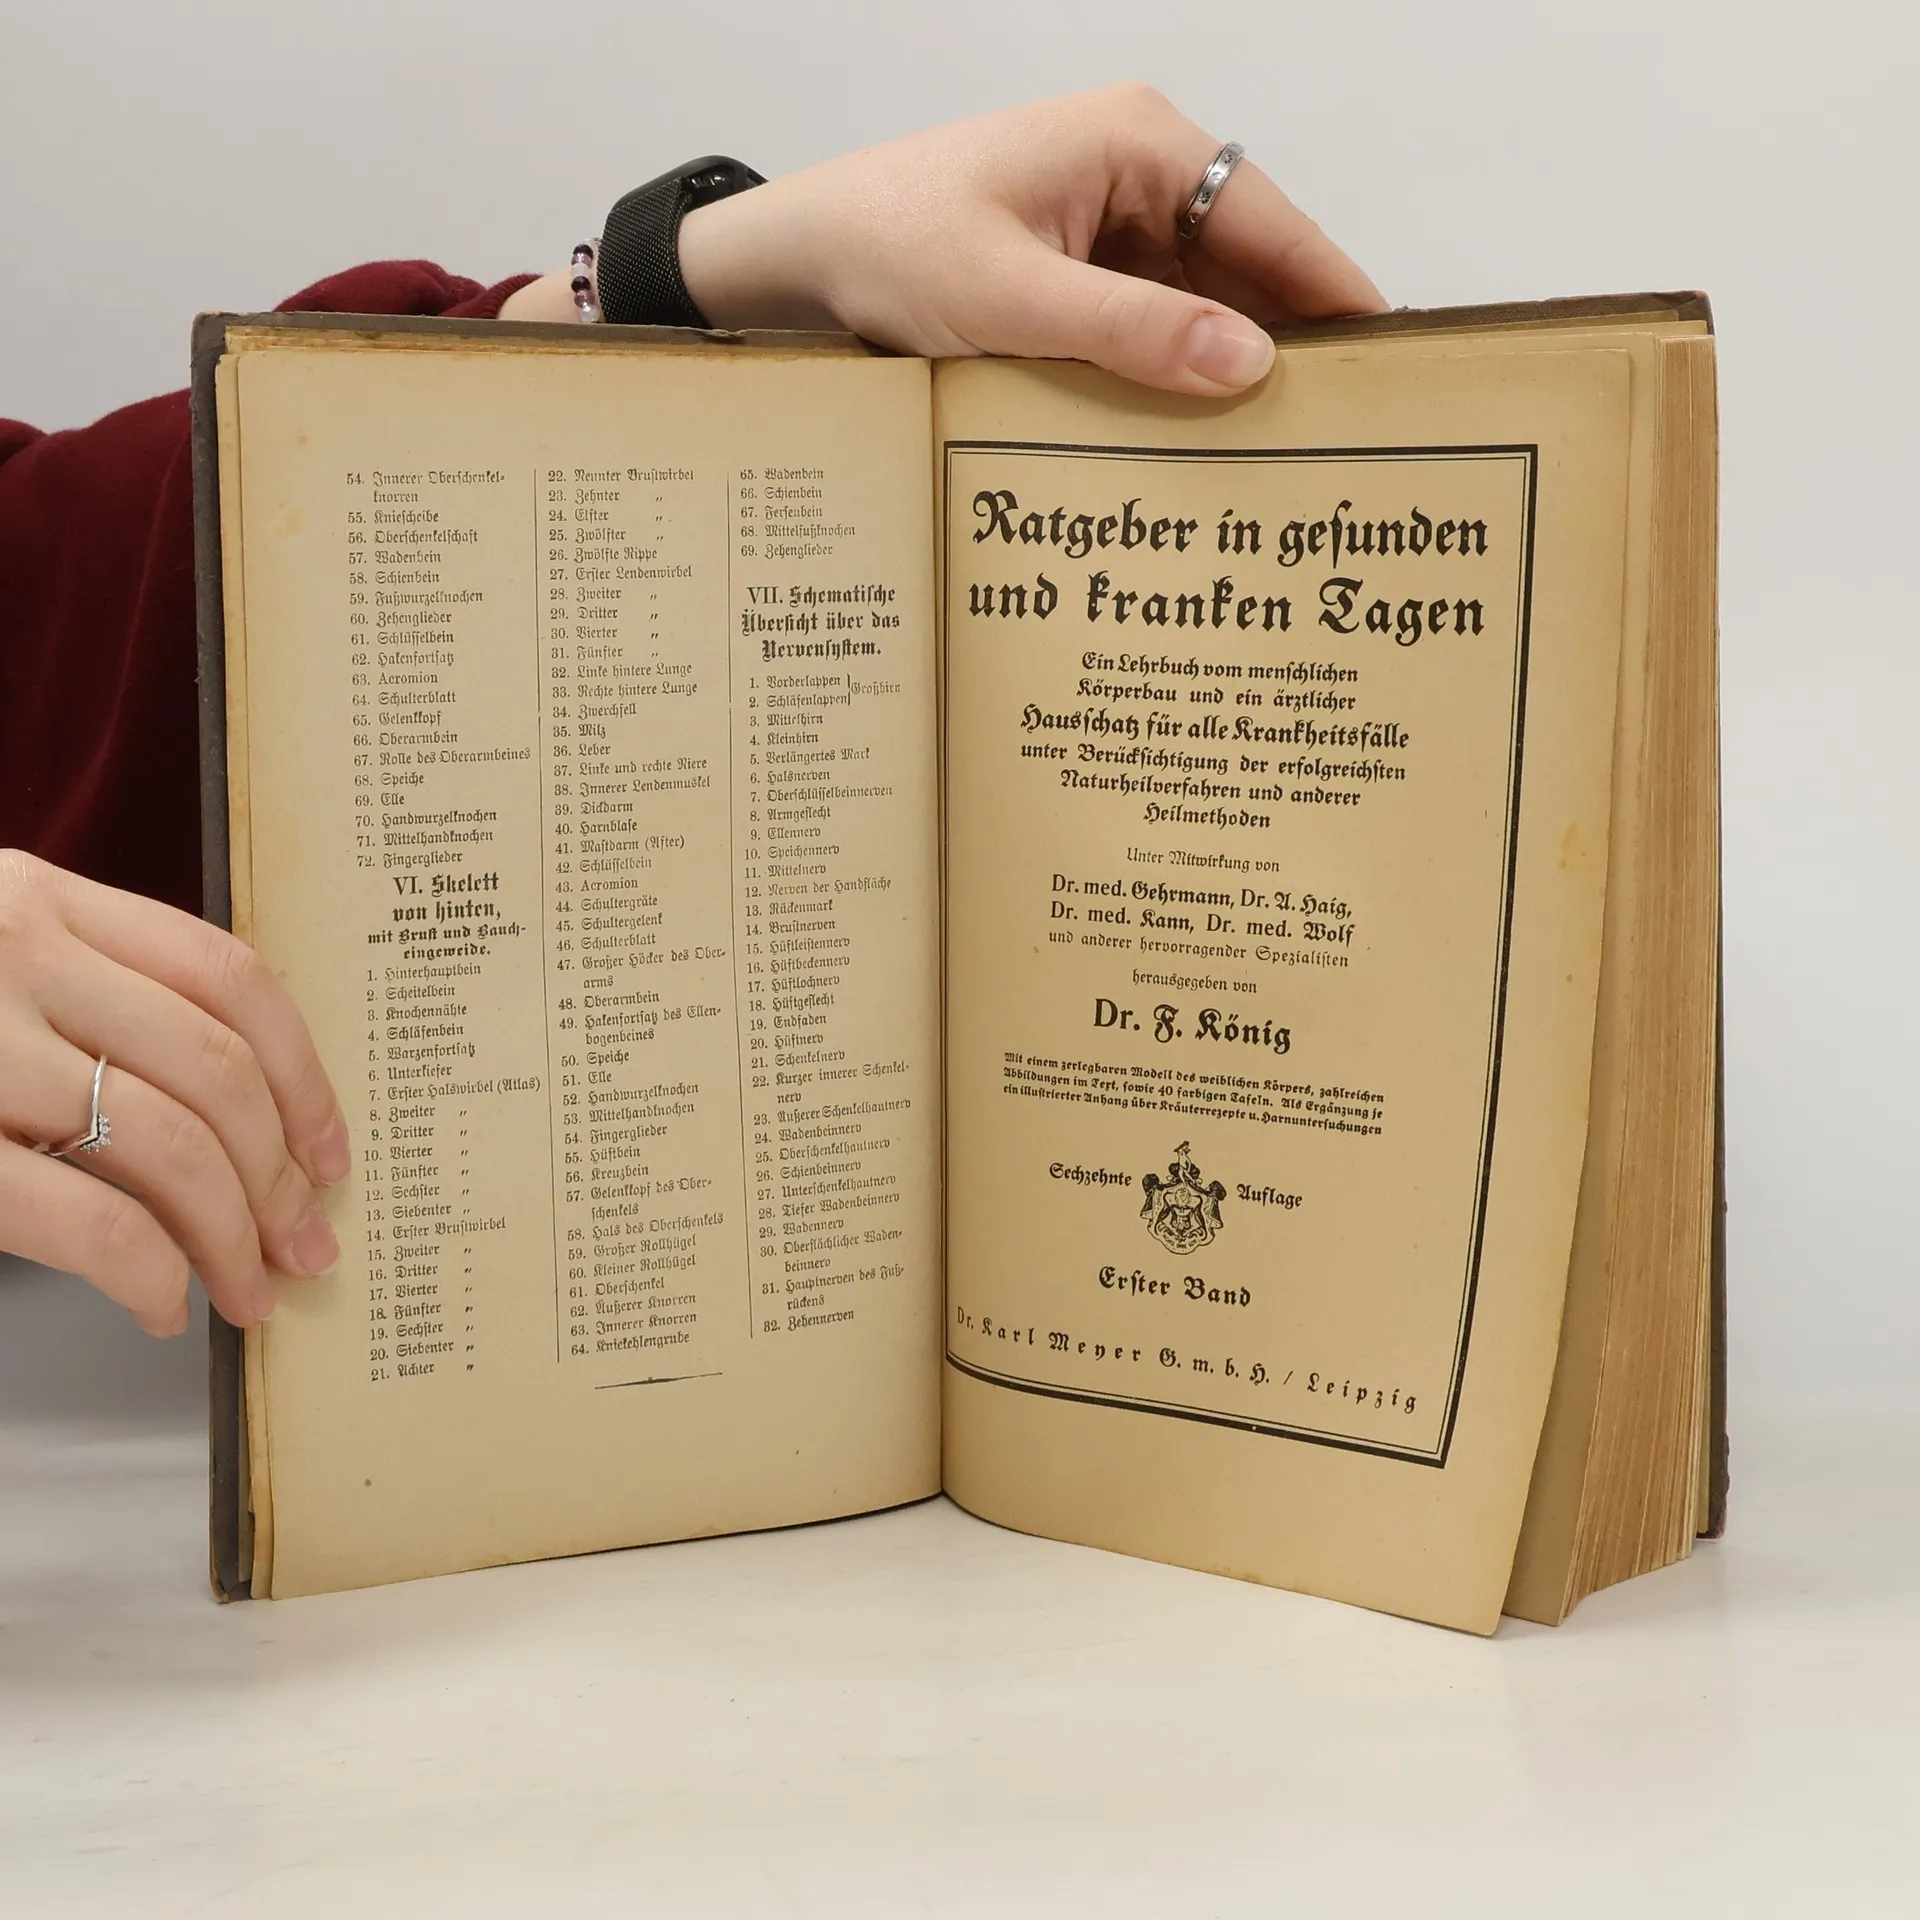 54. Innerer Oberschenkel-
knorren
55. Kniescheibe
56. Oberschenkelschaft
57. Wadenbein
58. Schienbein
59. Fußwurzelknochen
60. Zehenglieder
61. Schlüsselbein
62. Hakenfortsatz
63. Acromion
64. Schulterblatt
65. Gelenkkopf
66. Oberarmbein
67. Rolle des Oberarmbeines
68. Speiche
69. Elle
70. Handwurzelknochen
71. Mittelhandknochen
72. Fingerglieder
VI. Skelett
von hinten,
mit Brust und Bauch-
eingeweide.
1. Hinterhauptbein
2. Scheitelbein
3. Knochennähte
4. Schläfenbein
5. Warzenfortsatz
6. Unterkiefer
7. Erster Halswirbel (Atlas)
8. Zweiter „
9. Dritter „
10. Vierter „
11. Fünfter „
12. Sechster „
13. Siebenter „
14. Erster Brustwirbel
15. Zweiter „
16. Dritter „
17. Vierter „
18. Fünfter „
19. Sechster „
20. Siebenter „
21. Achter „
22. Neunter Brustwirbel
23. Zehnter „
24. Elfter „
25. Zwölfter „
26. Zwölfte Rippe
27. Erster Lendenwirbel
28. Zweiter „
29. Dritter „
30. Vierter „
31. Fünfter „
32. Linke hintere Lunge
33. Rechte hintere Lunge
34. Zwerchfell
35. Milz
36. Leber
37. Linke und rechte Niere
38. Innerer Lendenmuskel
39. Dickdarm
40. Harnblase
41. Mastdarm (After)
42. Schlüsselbein
43. Acromion
44. Schultergräte
45. Schultergelenk
46. Schulterblatt
47. Großer Höcker des Ober-
arms
48. Oberarmbein
49. Hakenfortsatz des Ellen-
bogenbeines
50. Speiche
51. Elle
52. Handwurzelknochen
53. Mittelhandknochen
54. Fingerglieder
55. Hüftbein
56. Kreuzbein
57. Gelenkkopf des Ober-
schenkels
58. Hals des Oberschenkels
59. Großer Rollhügel
60. Kleiner Rollhügel
61. Oberschenkel
62. Äußerer Knorren
63. Innerer Knorren
64. Kniekehlengrube
65. Wadenbein
66. Schienbein
67. Fersenbein
68. Mittelfußknochen
69. Zehenglieder
VII. Schematische
Übersicht über das
Nervensystem.
1. Vorderlappen } Großhirn
2. Schläfenlappen
3. Mittelhirn
4. Kleinhirn
5. Verlängertes Mark
6. Halsnerven
7. Oberschlüsselbeinnerven
8. Armgeflecht
9. Ellennerv
10. Speichennerv
11. Mittelnerv
12. Nerven der Handfläche
13. Rückenmark
14. Brustnerven
15. Hüftleistennerv
16. Hüftbeckennerv
17. Hüftlochnerv
18. Hüftgeflecht
19. Endfaden
20. Hüftnerv
21. Schenkelnerv
22. Kurzer innerer Schenkel-
nerv
23. Äußerer Schenkelhautnerv
24. Wadenbeinnerv
25. Oberschenkelhautnerv
26. Schienbeinnerv
27. Unterschenkelhautnerv
28. Tiefer Wadenbeinnerv
29. Wadennerv
30. Oberflächlicher Waden-
beinnerv
31. Hauptnerven des Fuß-
rückens
32. Zehennerven
Ratgeber in gesunden
und kranken Tagen
Ein Lehrbuch vom menschlichen
Körperbau und ein ärztlicher
Hausschatz für alle Krankheitsfälle
unter Berücksichtigung der erfolgreichsten
Naturheilverfahren und anderer
Heilmethoden
Unter Mitwirkung von
Dr. med. Gehrmann, Dr. A. Haig,
Dr. med. Kann, Dr. med. Wolf
und anderer hervorragender Spezialisten
herausgegeben von
Dr. F. König
Mit einem zerlegbaren Modell des weiblichen Körpers, zahlreichen
Abbildungen im Text, sowie 40 farbigen Tafeln. Als Ergänzung je
ein illustrierter Anhang über Kräuterrezepte u. Harnuntersuchungen
Sechzehnte Auflage
Erster Band
Dr. Karl Meyer G. m. b. H. / Leipzig